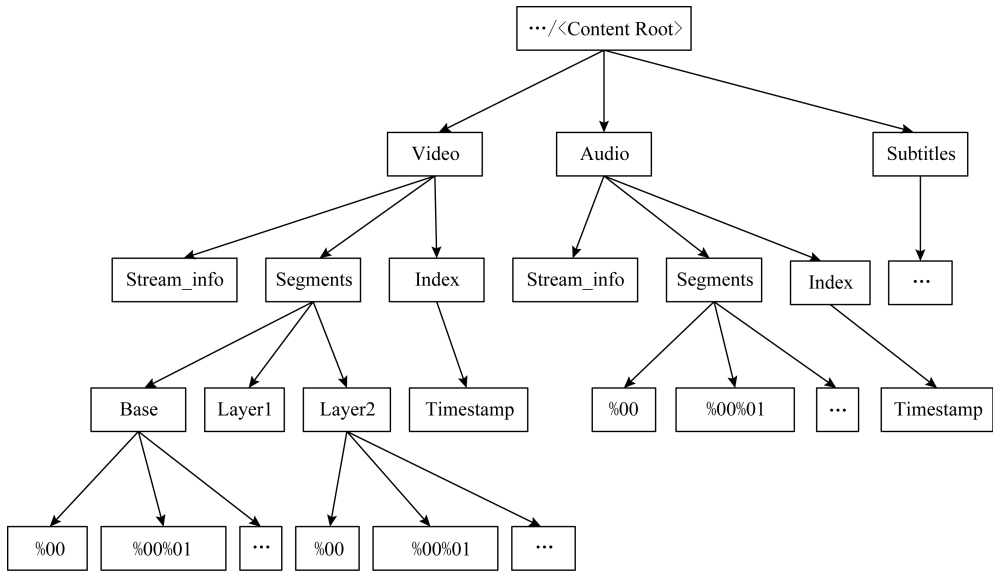 ···/<Content Root>
Video
Audio
Subtitles
Stream_info
Segments
Index
Stream_info
Segments
Index
···
Base
Layer1
Layer2
Timestamp
%00
%00%01
···
Timestamp
%00
%00%01
···
%00
%00%01
···